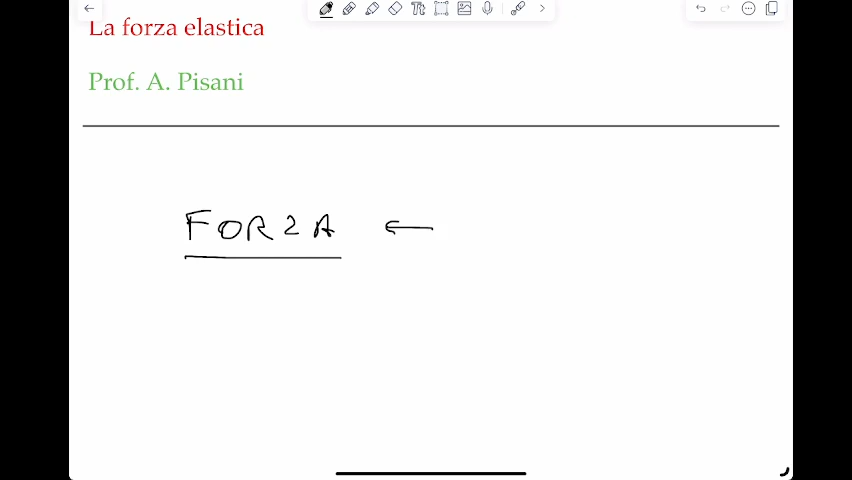 La forza elastica
Prof. A. Pisani
FORZA ←